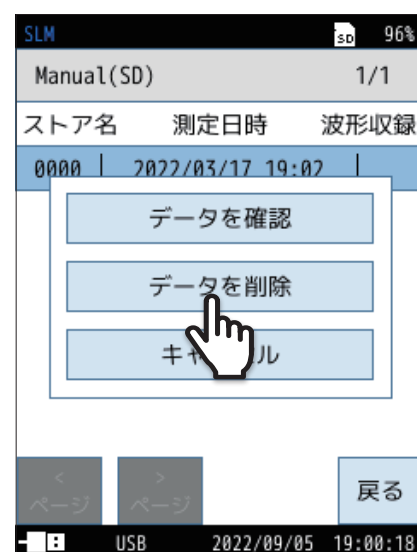 SLM SD 96%
Manual(SD) 1/1
ストア名 測定日時 波形収録
0000 2022/03/17 19:02
データを確認
データを削除
キャンセル
< >
ページ ページ 戻る
USB 2022/09/05 19:00:18